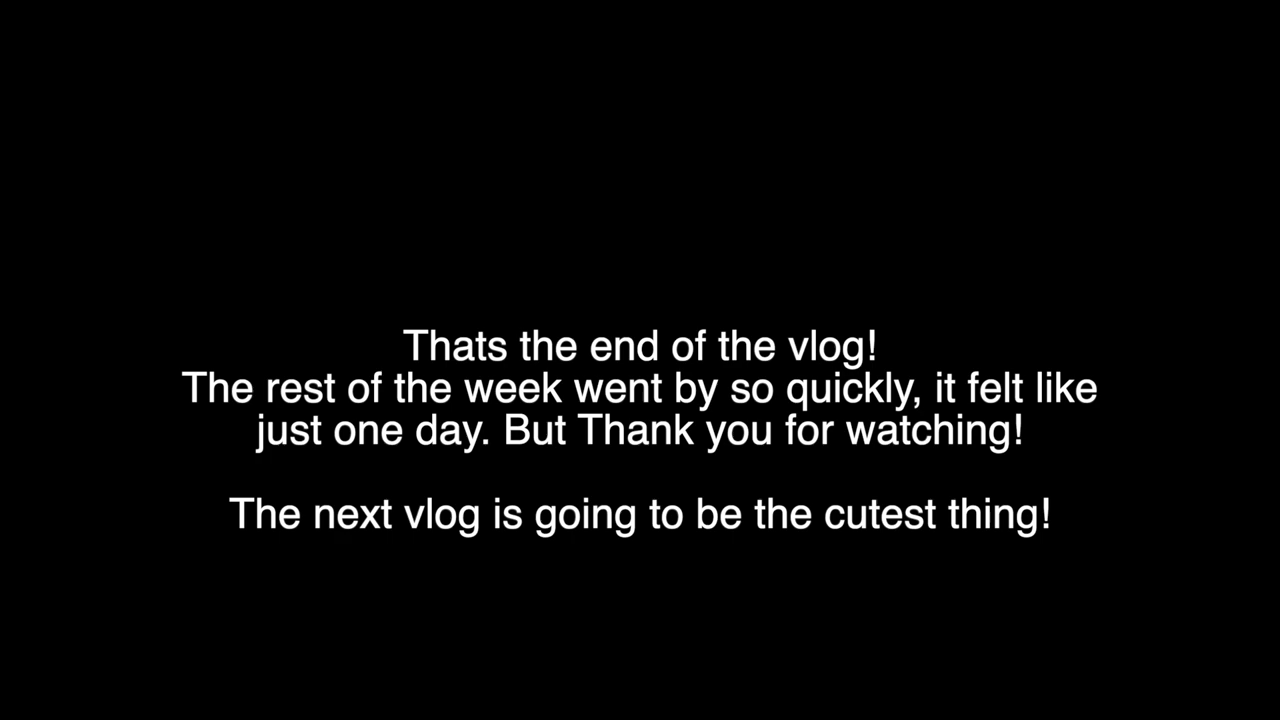 Thats the end of the vlog!
The rest of the week went by so quickly, it felt like
just one day. But Thank you for watching!
The next vlog is going to be the cutest thing!